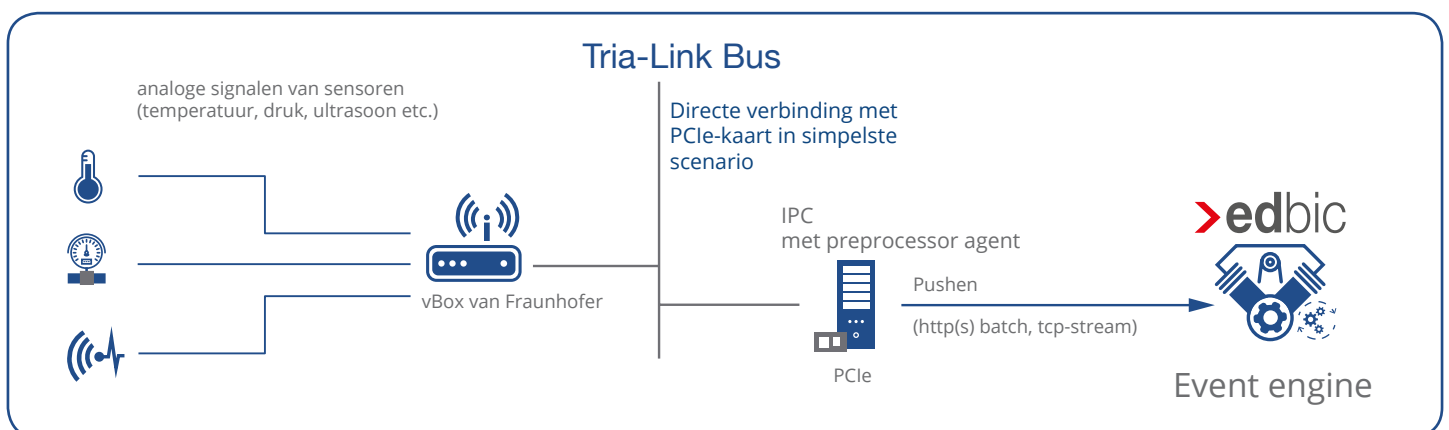 Tria-Link Bus
analoge signalen van sensoren
(temperatuur, druk, ultrasoon etc.)
Directe verbinding met
PCIe-kaart in simpelste
scenario
vBox van Fraunhofer
IPC
met preprocessor agent
PCIe
Pushen
(http(s) batch, tcp-stream)
edbic
Event engine